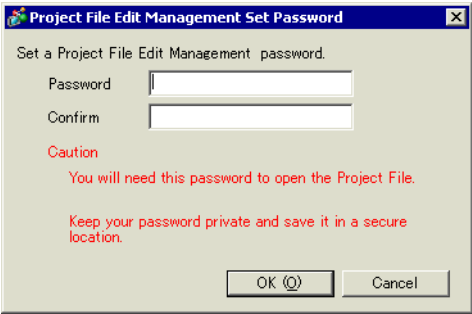 Project File Edit Management Set Password
Set a Project File Edit Management password.
Password
Confirm
Caution
You will need this password to open the Project File.
Keep your password private and save it in a secure
location.
OK (O)
Cancel